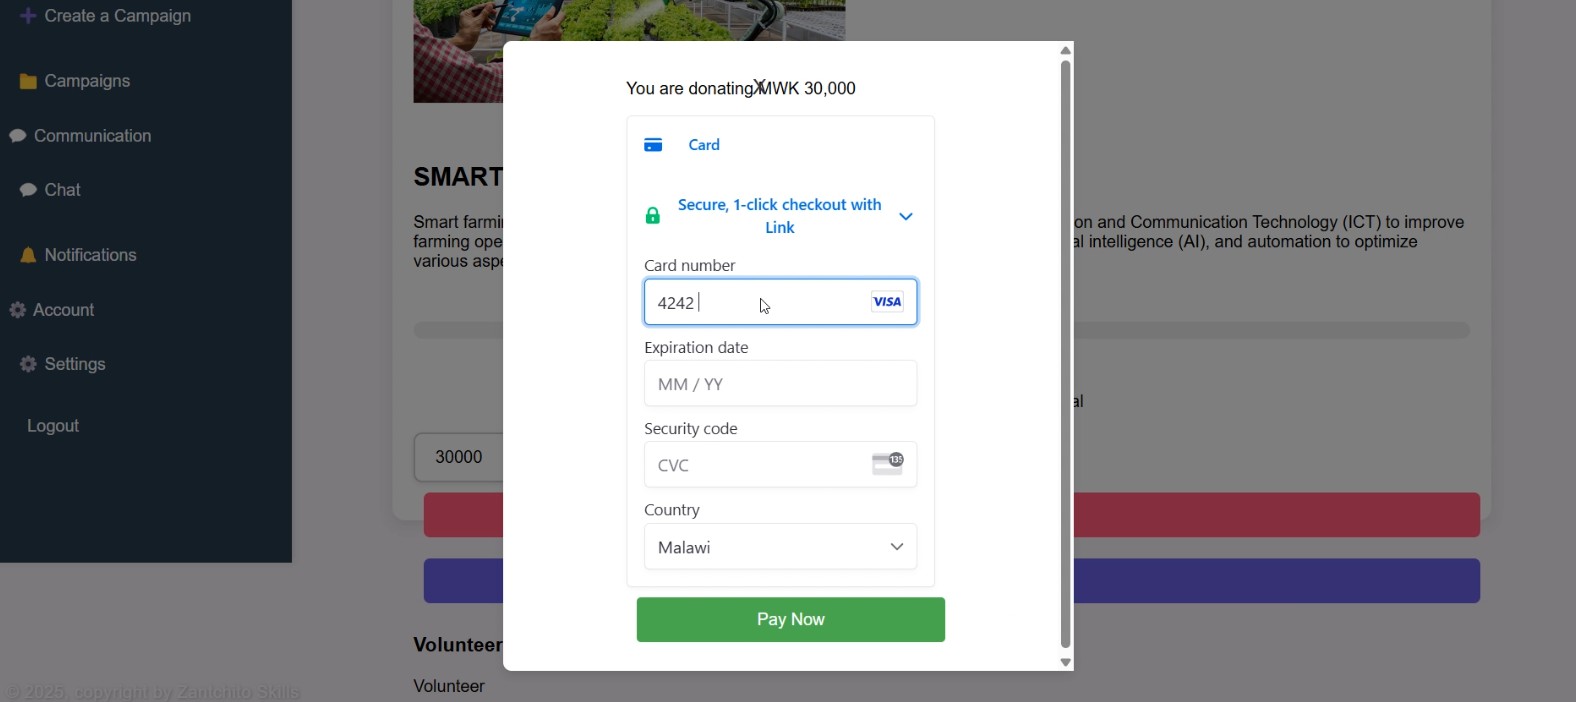 Create a Campaign
Campaigns
Communication
Chat
Notifications
Account
Settings
Logout
© 2025, copyright by Zantchito Skills
SMART
Smart farmi
on and Communication Technology (ICT) to improve
farming ope
al intelligence (AI), and automation to optimize
various aspe
al
30000
Volunteer
Volunteer
You are donating MWK 30,000
X
Card
Secure, 1-click checkout with
Link
Card number
4242
VISA
Expiration date
MM / YY
Security code
CVC
135
Country
Malawi
Pay Now